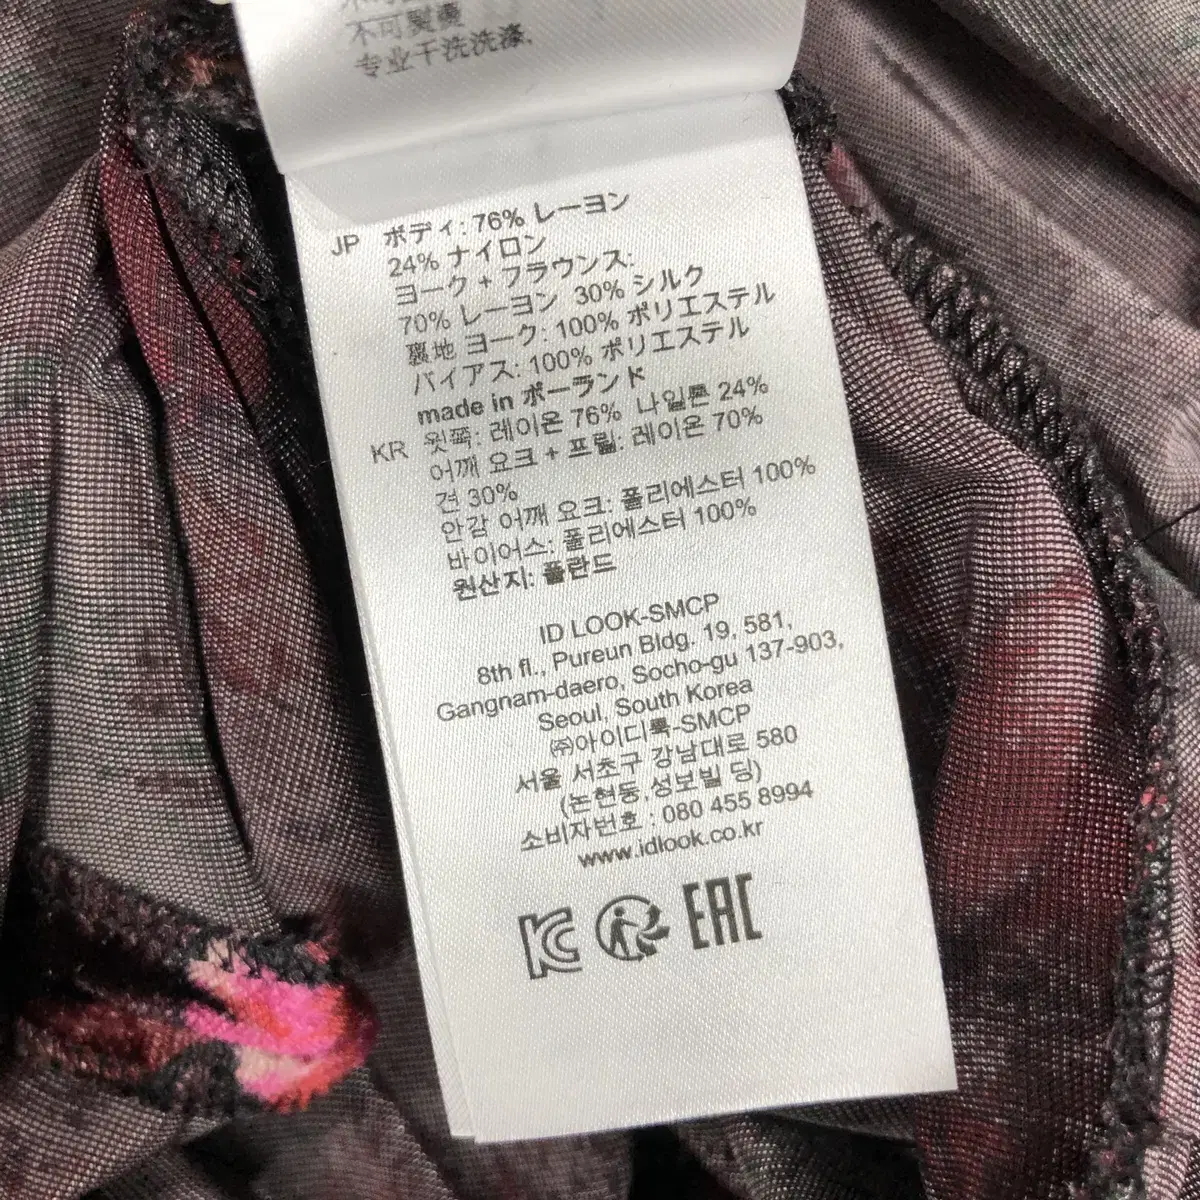 不可熨燙
专业干洗洗涤.
JP ボディ: 76% レーヨン
24% ナイロン
ヨーク + フラウンス:
70% レーヨン 30% シルク
裏地 ヨーク: 100% ポリエステル
バイアス: 100% ポリエステル
made in ポーランド
KR 윗쪽: 레이온 76% 나일론 24%
어깨 요크 + 프릴: 레이온 70%
견 30%
안감 어깨 요크: 폴리에스터 100%
바이어스: 폴리에스터 100%
원산지: 폴란드
ID LOOK-SMCP
8th fl., Pureun Bldg. 19, 581,
Gangnam-daero, Socho-gu 137-903,
Seoul, South Korea
㈜아이디룩-SMCP
서울 서초구 강남대로 580
(논현동,성보빌 딩)
소비자번호 : 080 455 8994
www.idlook.co.kr
KC EAC